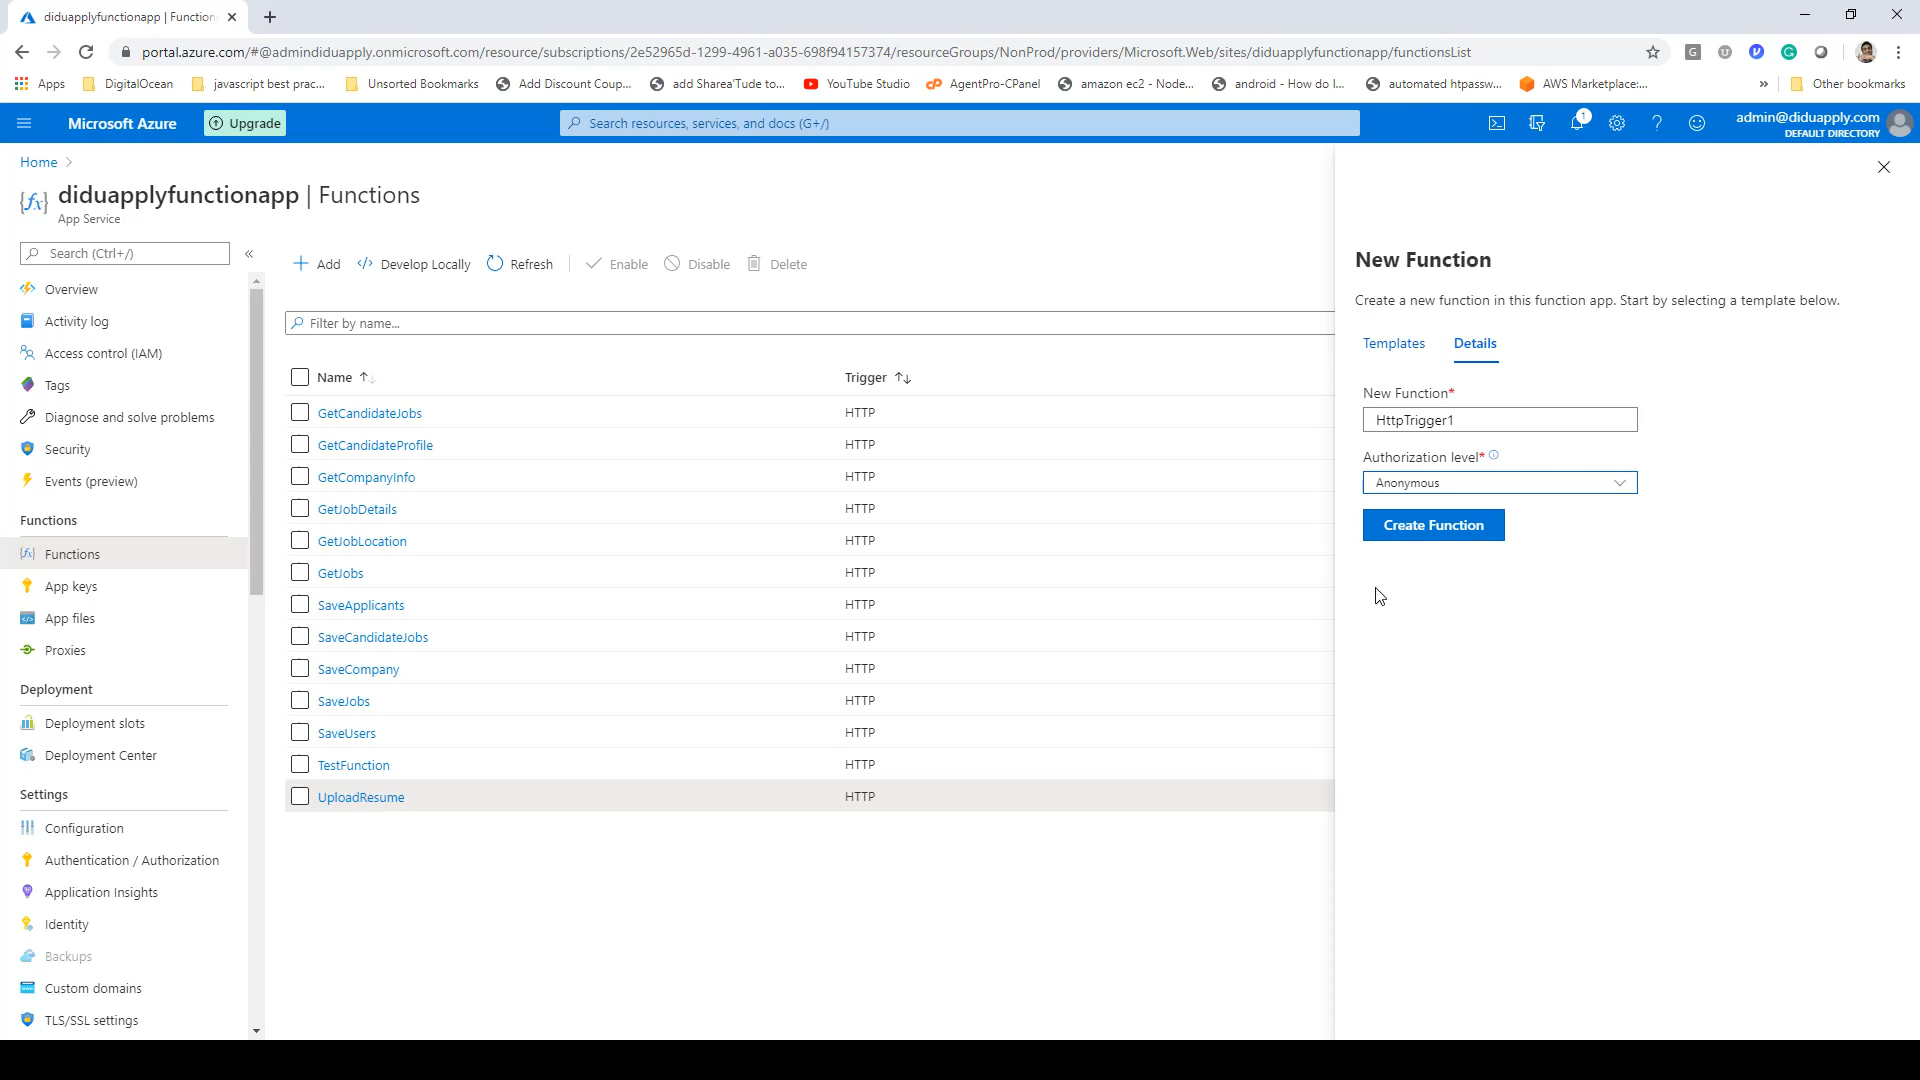 diduapplyfunctionapp | Function
portal.azure.com/#@admindiduapply.onmicrosoft.com/resource/subscriptions/2e52965d-1299-4961-a035-698f94157374/resourceGroups/NonProd/providers/Microsoft.Web/sites/diduapplyfunctionapp/functionsList
Apps DigitalOcean javascript best prac... Unsorted Bookmarks Add Discount Coup... add Sharea'Tude to... YouTube Studio AgentPro-CPanel amazon ec2 - Node... android - How do I... automated htpassw... AWS Marketplace:... » Other bookmarks
Microsoft Azure Upgrade Search resources, services, and docs (G+/) 1 admin@diduapply.com
DEFAULT DIRECTORY
Home >
diduapplyfunctionapp | Functions
App Service
Search (Ctrl+/) «
Overview
Activity log
Access control (IAM)
Tags
Diagnose and solve problems
Security
Events (preview)
Functions
Functions
App keys
App files
Proxies
Deployment
Deployment slots
Deployment Center
Settings
Configuration
Authentication / Authorization
Application Insights
Identity
Backups
Custom domains
TLS/SSL settings
Add Develop Locally Refresh Enable Disable Delete
Filter by name...
Name Trigger
GetCandidateJobs HTTP
GetCandidateProfile HTTP
GetCompanyInfo HTTP
GetJobDetails HTTP
GetJobLocation HTTP
GetJobs HTTP
SaveApplicants HTTP
SaveCandidateJobs HTTP
SaveCompany HTTP
SaveJobs HTTP
SaveUsers HTTP
TestFunction HTTP
UploadResume HTTP
New Function
Create a new function in this function app. Start by selecting a template below.
Templates Details
New Function*
HttpTrigger1
Authorization level*
Anonymous
Create Function